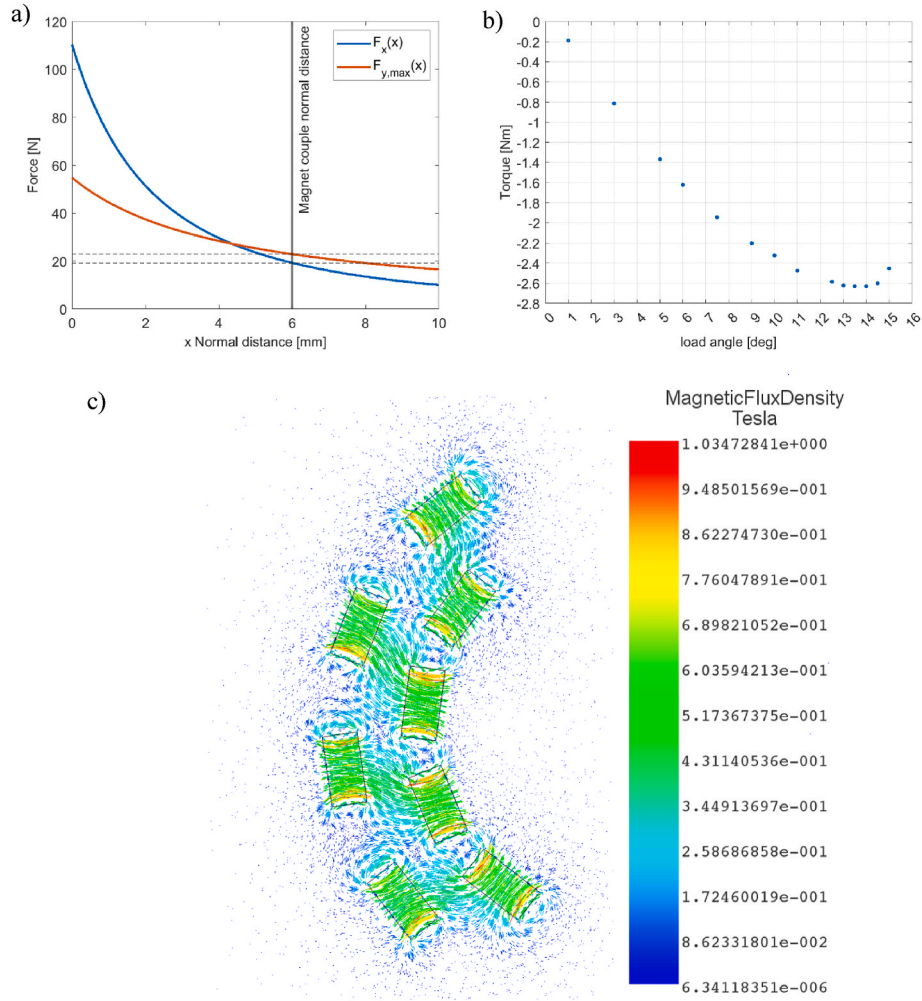 a)
120
100
80
60
40
20
0
Force [N]
0 2 4 6 8 10
x Normal distance [mm]
Magnet couple normal distance
F_x(x)
F_{y,max}(x)
b)
0
-0.2
-0.4
-0.6
-0.8
-1
-1.2
-1.4
-1.6
-1.8
-2
-2.2
-2.4
-2.6
-2.8
Torque [Nm]
0 1 2 3 4 5 6 7 8 9 10 11 12 13 14 15 16
load angle [deg]
c)
MagneticFluxDensity
Tesla
1.03472841e+000
9.48501569e-001
8.62274730e-001
7.76047891e-001
6.89821052e-001
6.03594213e-001
5.17367375e-001
4.31140536e-001
3.44913697e-001
2.58686858e-001
1.72460019e-001
8.62331801e-002
6.34118351e-006